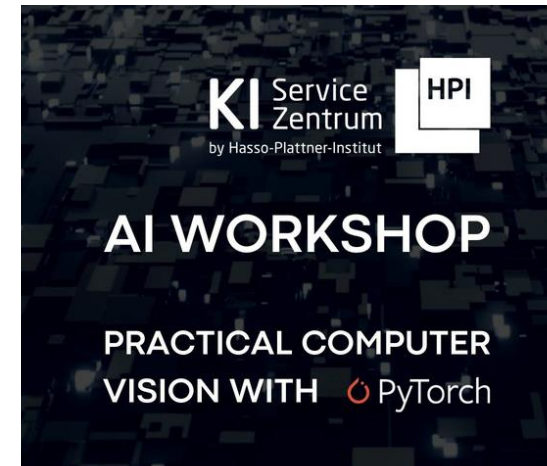 KI Service Zentrum
by Hasso-Plattner-Institut
HPI
AI WORKSHOP
PRACTICAL COMPUTER
VISION WITH PyTorch